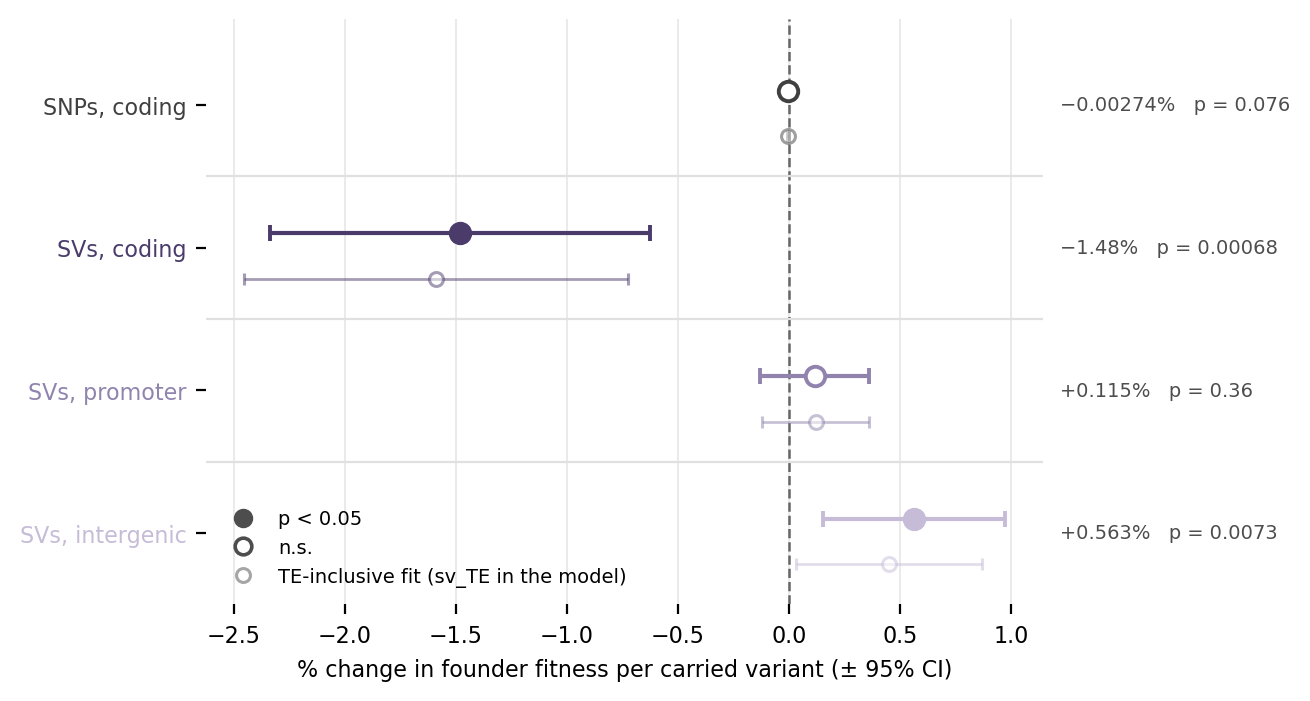 SNPs, coding
−0.00274% p = 0.076
SVs, coding
−1.48% p = 0.00068
SVs, promoter
+0.115% p = 0.36
SVs, intergenic
+0.563% p = 0.0073
p < 0.05
n.s.
TE-inclusive fit (sv_TE in the model)
−2.5 −2.0 −1.5 −1.0 −0.5 0.0 0.5 1.0
% change in founder fitness per carried variant (± 95% CI)